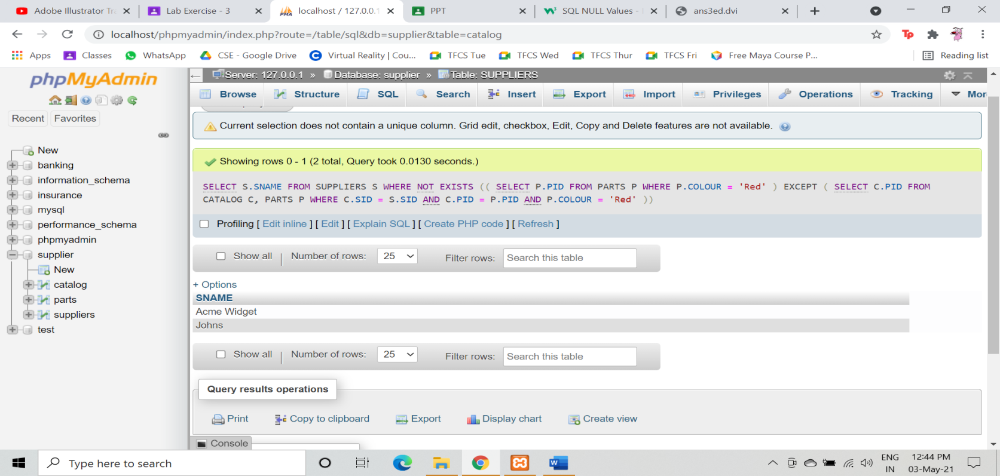 Adobe Illustrator Tr
Lab Exercise - 3
localhost / 127.0.0.1
PPT
SQL NULL Values -
ans3ed.dvi
localhost/phpmyadmin/index.php?route=/table/sql&db=supplier&table=catalog
Tp
Apps
Classes
WhatsApp
CSE - Google Drive
Virtual Reality | Cou...
TFCS Tue
TFCS Wed
TFCS Thur
TFCS Fri
Free Maya Course P...
Reading list
phpMyAdmin
Recent
Favorites
New
banking
information_schema
insurance
mysql
performance_schema
phpmyadmin
supplier
New
catalog
parts
suppliers
test
Server: 127.0.0.1 » Database: supplier » Table: SUPPLIERS
Browse
Structure
SQL
Search
Insert
Export
Import
Privileges
Operations
Tracking
Mor
Current selection does not contain a unique column. Grid edit, checkbox, Edit, Copy and Delete features are not available.
Showing rows 0 - 1 (2 total, Query took 0.0130 seconds.)
SELECT S.SNAME FROM SUPPLIERS S WHERE NOT EXISTS (( SELECT P.PID FROM PARTS P WHERE P.COLOUR = 'Red' ) EXCEPT ( SELECT C.PID FROM
CATALOG C, PARTS P WHERE C.SID = S.SID AND C.PID = P.PID AND P.COLOUR = 'Red' ))
Profiling [ Edit inline ] [ Edit ] [ Explain SQL ] [ Create PHP code ] [ Refresh ]
Show all | Number of rows: 25 Filter rows: Search this table
+ Options
SNAME
Acme Widget
Johns
Show all | Number of rows: 25 Filter rows: Search this table
Query results operations
Print
Copy to clipboard
Export
Display chart
Create view
Console
Type here to search
ENG
IN
12:44 PM
03-May-21